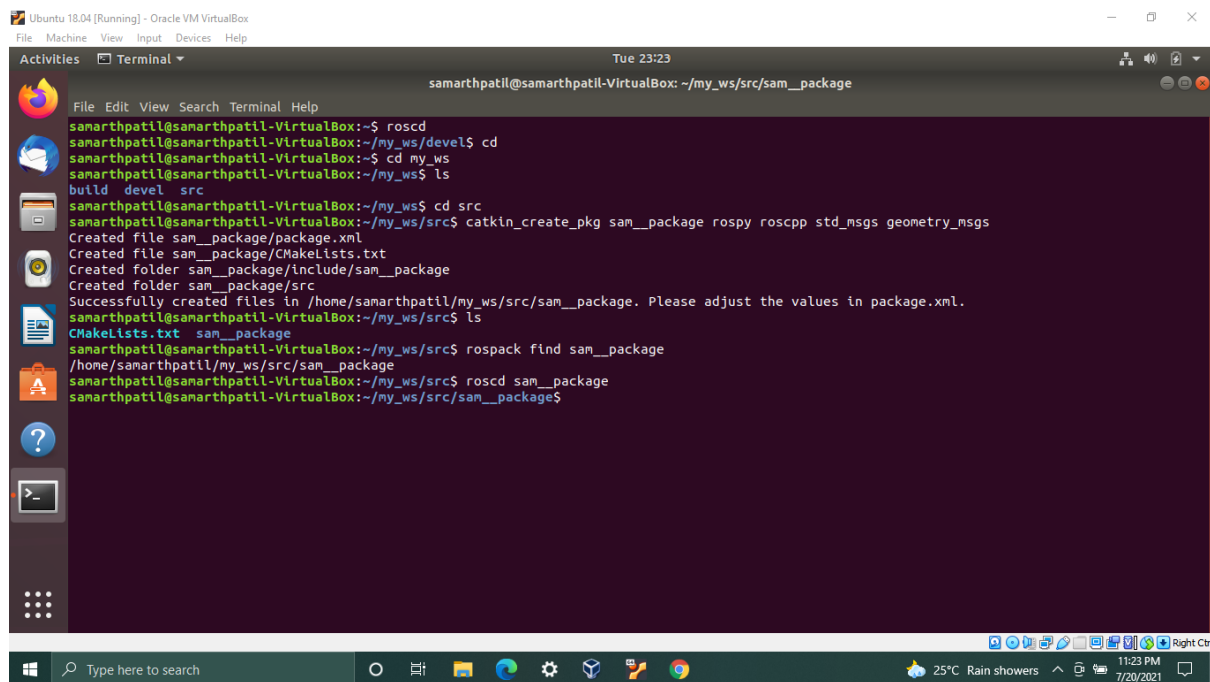 Ubuntu 18.04 [Running] - Oracle VM VirtualBox
File Machine View Input Devices Help
Activities Terminal Tue 23:23
samarthpatil@samarthpatil-VirtualBox: ~/my_ws/src/sam__package
File Edit View Search Terminal Help
samarthpatil@samarthpatil-VirtualBox:~$ roscd
samarthpatil@samarthpatil-VirtualBox:~/my_ws/devel$ cd
samarthpatil@samarthpatil-VirtualBox:~$ cd my_ws
samarthpatil@samarthpatil-VirtualBox:~/my_ws$ ls
build devel src
samarthpatil@samarthpatil-VirtualBox:~/my_ws$ cd src
samarthpatil@samarthpatil-VirtualBox:~/my_ws/src$ catkin_create_pkg sam__package rospy roscpp std_msgs geometry_msgs
Created file sam__package/package.xml
Created file sam__package/CMakeLists.txt
Created folder sam__package/include/sam__package
Created folder sam__package/src
Successfully created files in /home/samarthpatil/my_ws/src/sam__package. Please adjust the values in package.xml.
samarthpatil@samarthpatil-VirtualBox:~/my_ws/src$ ls
CMakeLists.txt sam__package
samarthpatil@samarthpatil-VirtualBox:~/my_ws/src$ rospack find sam__package
/home/samarthpatil/my_ws/src/sam__package
samarthpatil@samarthpatil-VirtualBox:~/my_ws/src$ roscd sam__package
samarthpatil@samarthpatil-VirtualBox:~/my_ws/src/sam__package$
Right Ctr
Type here to search 25°C Rain showers 11:23 PM
7/20/2021